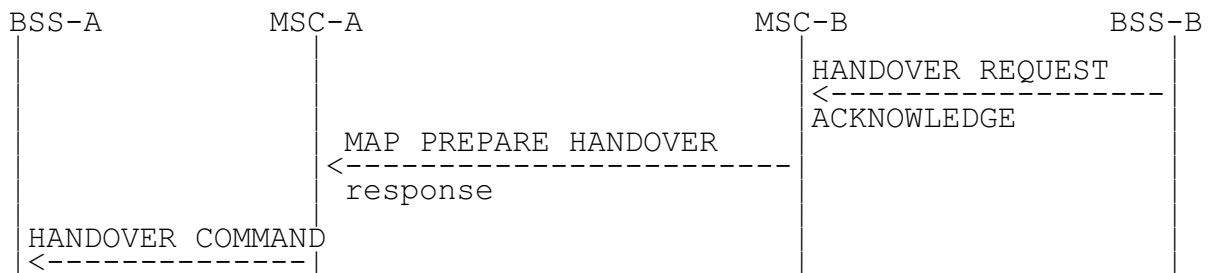 BSS-A MSC-A MSC-B BSS-B
HANDOVER REQUEST
ACKNOWLEDGE
MAP PREPARE HANDOVER
response
HANDOVER COMMAND